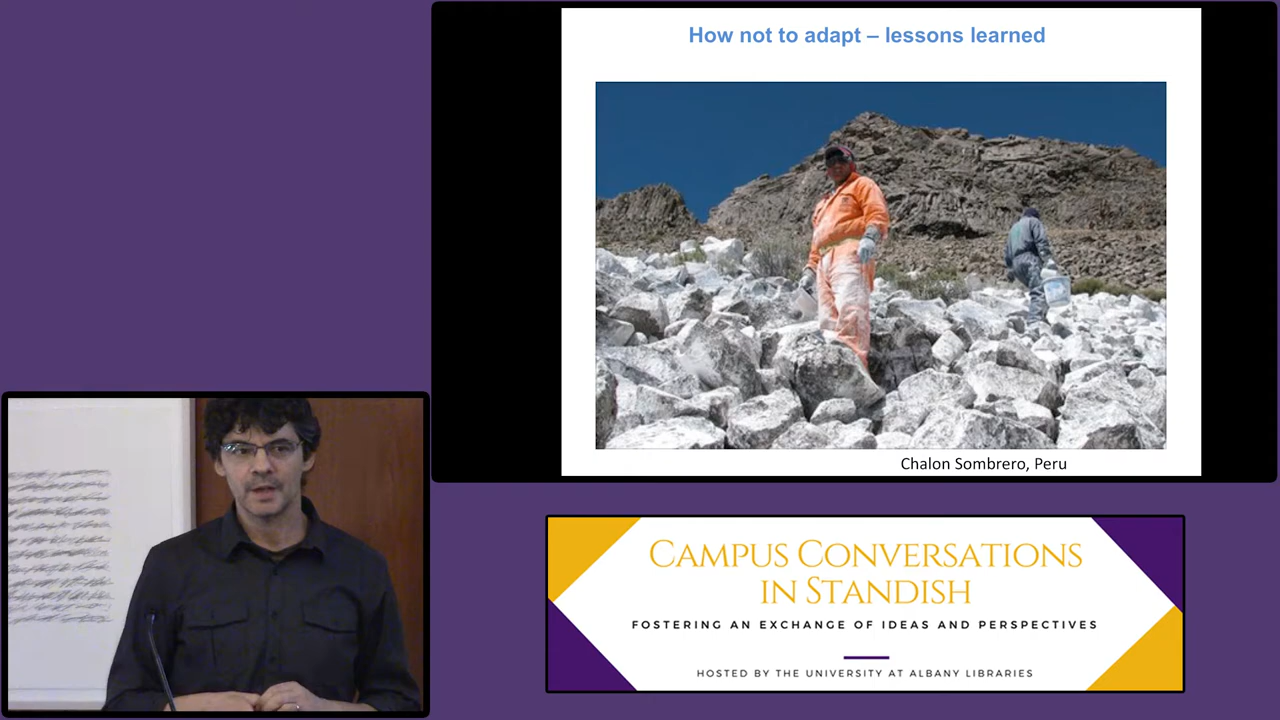 How not to adapt – lessons learned
Chalon Sombrero, Peru
CAMPUS CONVERSATIONS
IN STANDISH
FOSTERING AN EXCHANGE OF IDEAS AND PERSPECTIVES
HOSTED BY THE UNIVERSITY AT ALBANY LIBRARIES